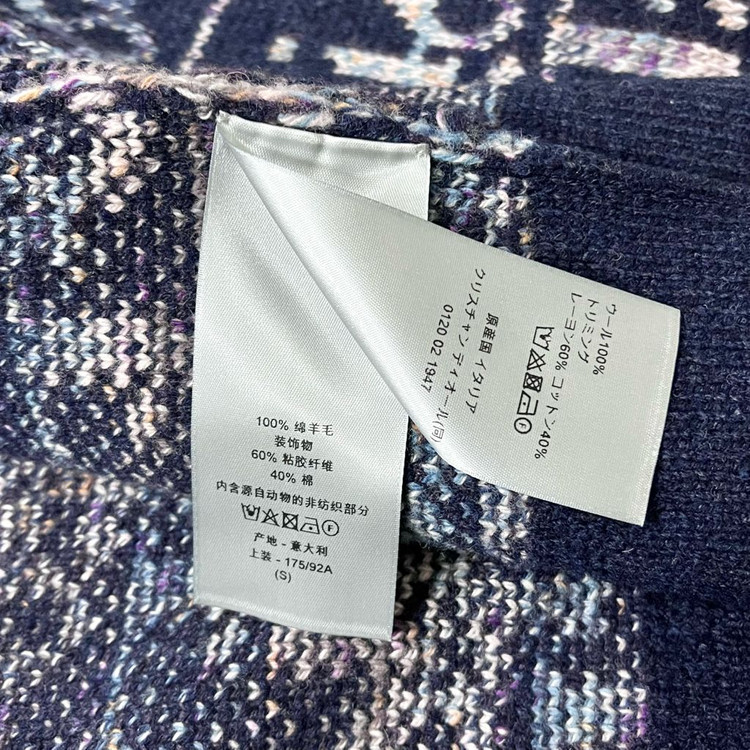 100% 绵羊毛
装饰物
60% 粘胶纤维
40% 棉
内含源自动物的非纺织部分
F
产地 - 意大利
上装 - 175/92A
(S)
ウール100%
トリミング
レーヨン60% コットン40%
F
原産国 イタリア
クリスチャンディオール(同)
0120 02 1947